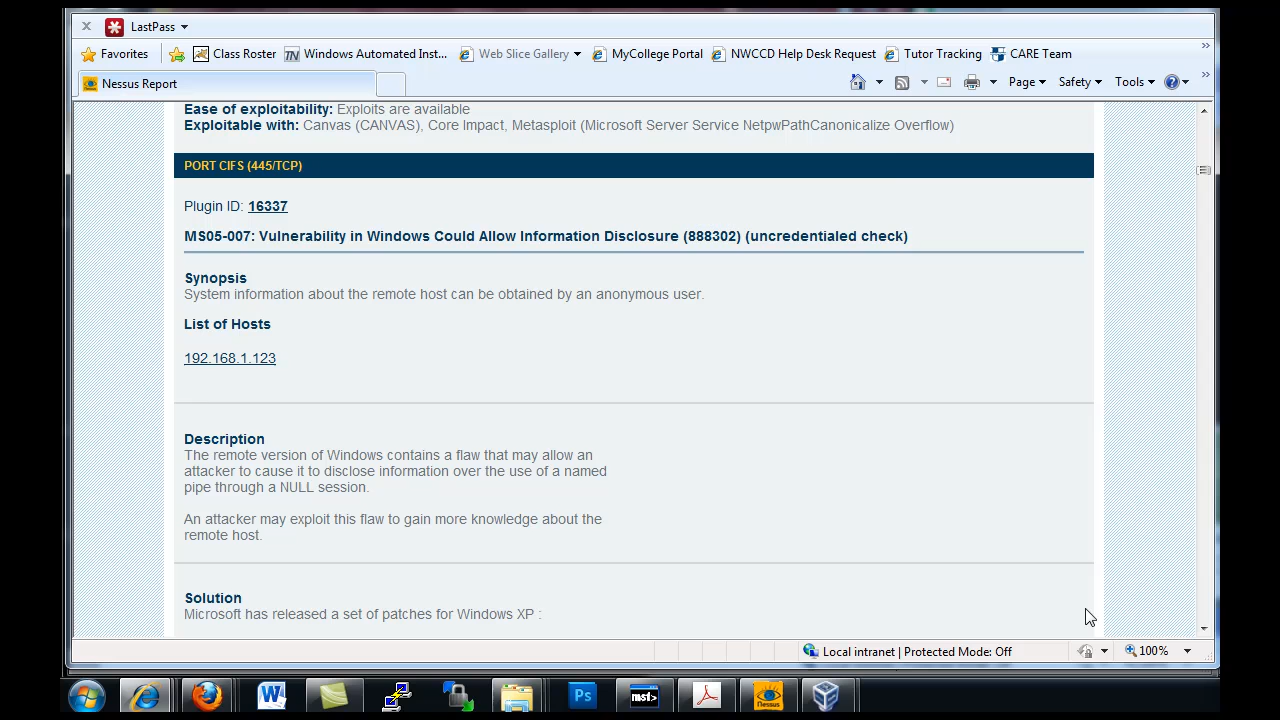 LastPass
Favorites
Class Roster
Windows Automated Inst...
Web Slice Gallery
MyCollege Portal
NWCCD Help Desk Request
Tutor Tracking
CARE Team
Nessus Report
Page
Safety
Tools
Ease of exploitability: Exploits are available
Exploitable with: Canvas (CANVAS), Core Impact, Metasploit (Microsoft Server Service NetpwPathCanonicalize Overflow)
PORT CIFS (445/TCP)
Plugin ID: 16337
MS05-007: Vulnerability in Windows Could Allow Information Disclosure (888302) (uncredentialed check)
Synopsis
System information about the remote host can be obtained by an anonymous user.
List of Hosts
192.168.1.123
Description
The remote version of Windows contains a flaw that may allow an
attacker to cause it to disclose information over the use of a named
pipe through a NULL session.
An attacker may exploit this flaw to gain more knowledge about the
remote host.
Solution
Microsoft has released a set of patches for Windows XP :
Local intranet | Protected Mode: Off
100%
Ps
mst>
Nessus